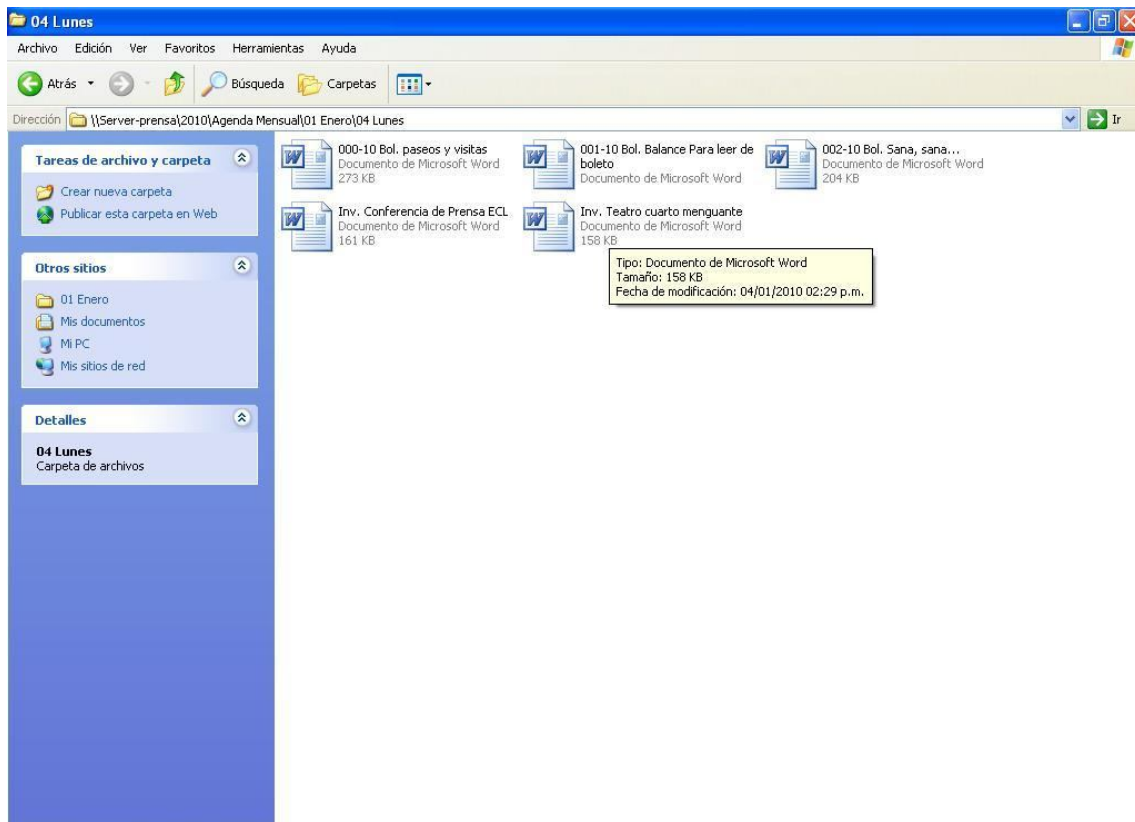 04 Lunes
Archivo Edición Ver Favoritos Herramientas Ayuda
Atrás Búsqueda Carpetas
Dirección \\Server-prensa\2010\Agenda Mensual\01 Enero\04 Lunes Ir
Tareas de archivo y carpeta
Crear nueva carpeta
Publicar esta carpeta en Web
Otros sitios
01 Enero
Mis documentos
Mi PC
Mis sitios de red
Detalles
04 Lunes
Carpeta de archivos
000-10 Bol. paseos y visitas
Documento de Microsoft Word
273 KB
001-10 Bol. Balance Para leer de
boleto
Documento de Microsoft Word
002-10 Bol. Sana, sana...
Documento de Microsoft Word
204 KB
Inv. Conferencia de Prensa ECL
Documento de Microsoft Word
161 KB
Inv. Teatro cuarto menguante
Documento de Microsoft Word
158 KB
Tipo: Documento de Microsoft Word
Tamaño: 158 KB
Fecha de modificación: 04/01/2010 02:29 p.m.